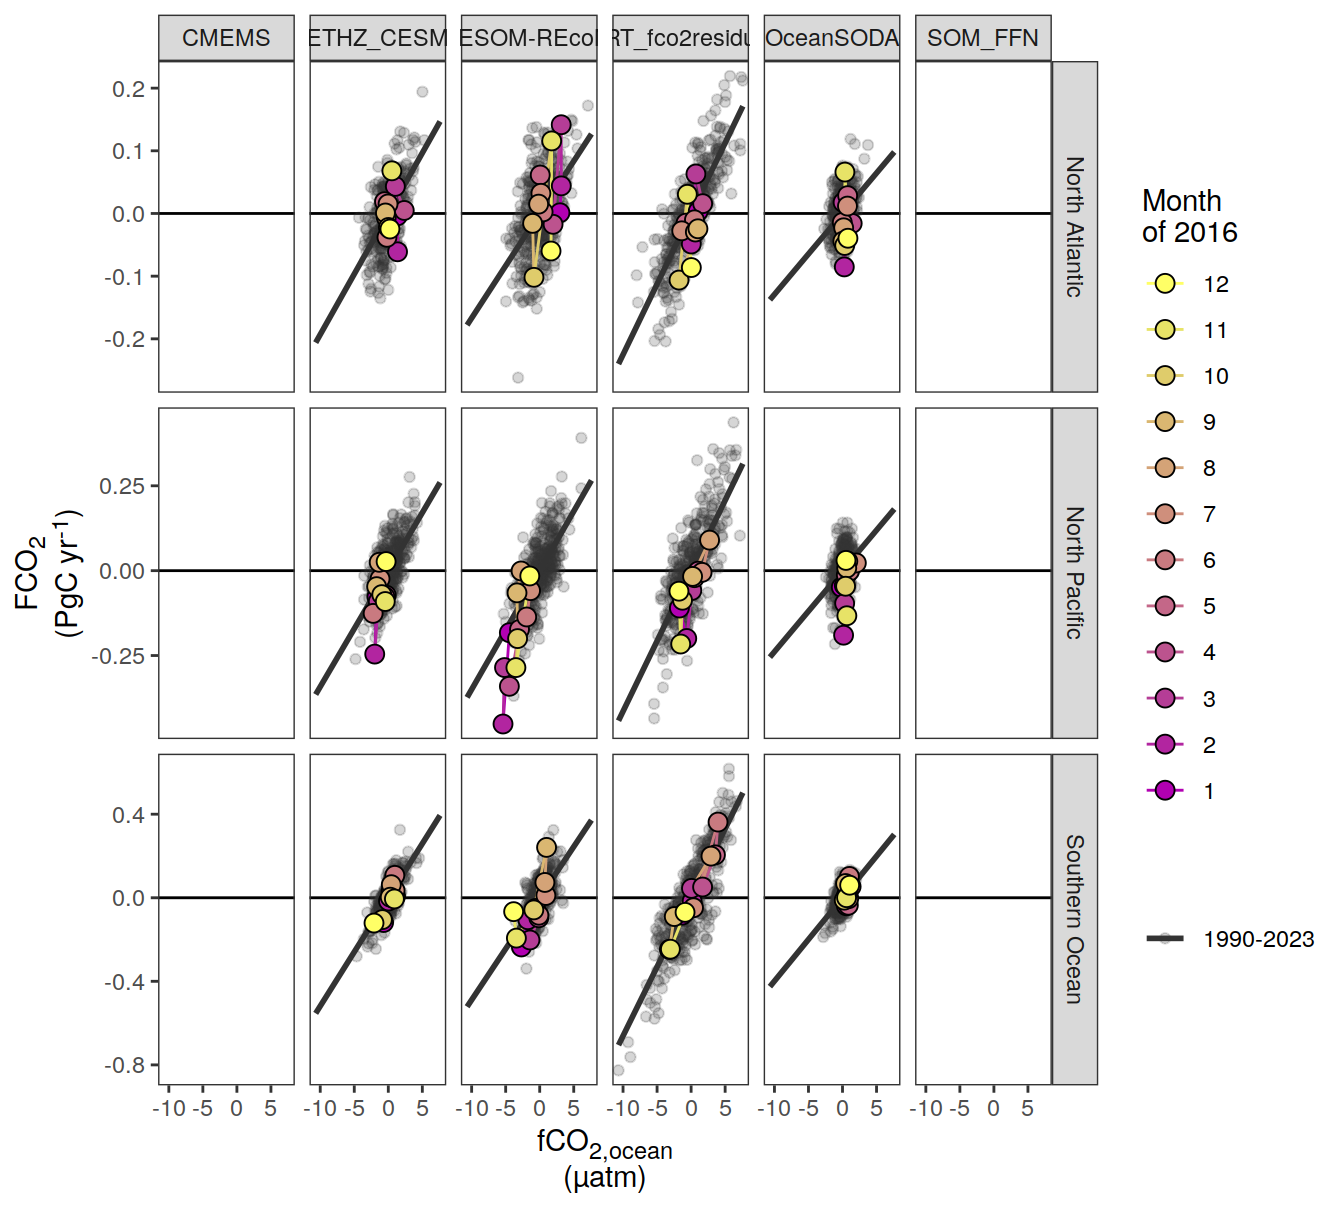 CMEMS ETHZ_CESM ESOM-REcoM RT_fco2residu OceanSODA SOM_FFN
0.2
0.1
0.0
-0.1
-0.2
North Atlantic
0.25
0.00
-0.25
North Pacific
0.4
0.0
-0.4
-0.8
Southern Ocean
-10 -5 0 5 -10 -5 0 5 -10 -5 0 5 -10 -5 0 5 -10 -5 0 5 -10 -5 0 5
FCO2
(PgC yr-1)
fCO2,ocean
(µatm)
Month
of 2016
12
11
10
9
8
7
6
5
4
3
2
1
1990-2023